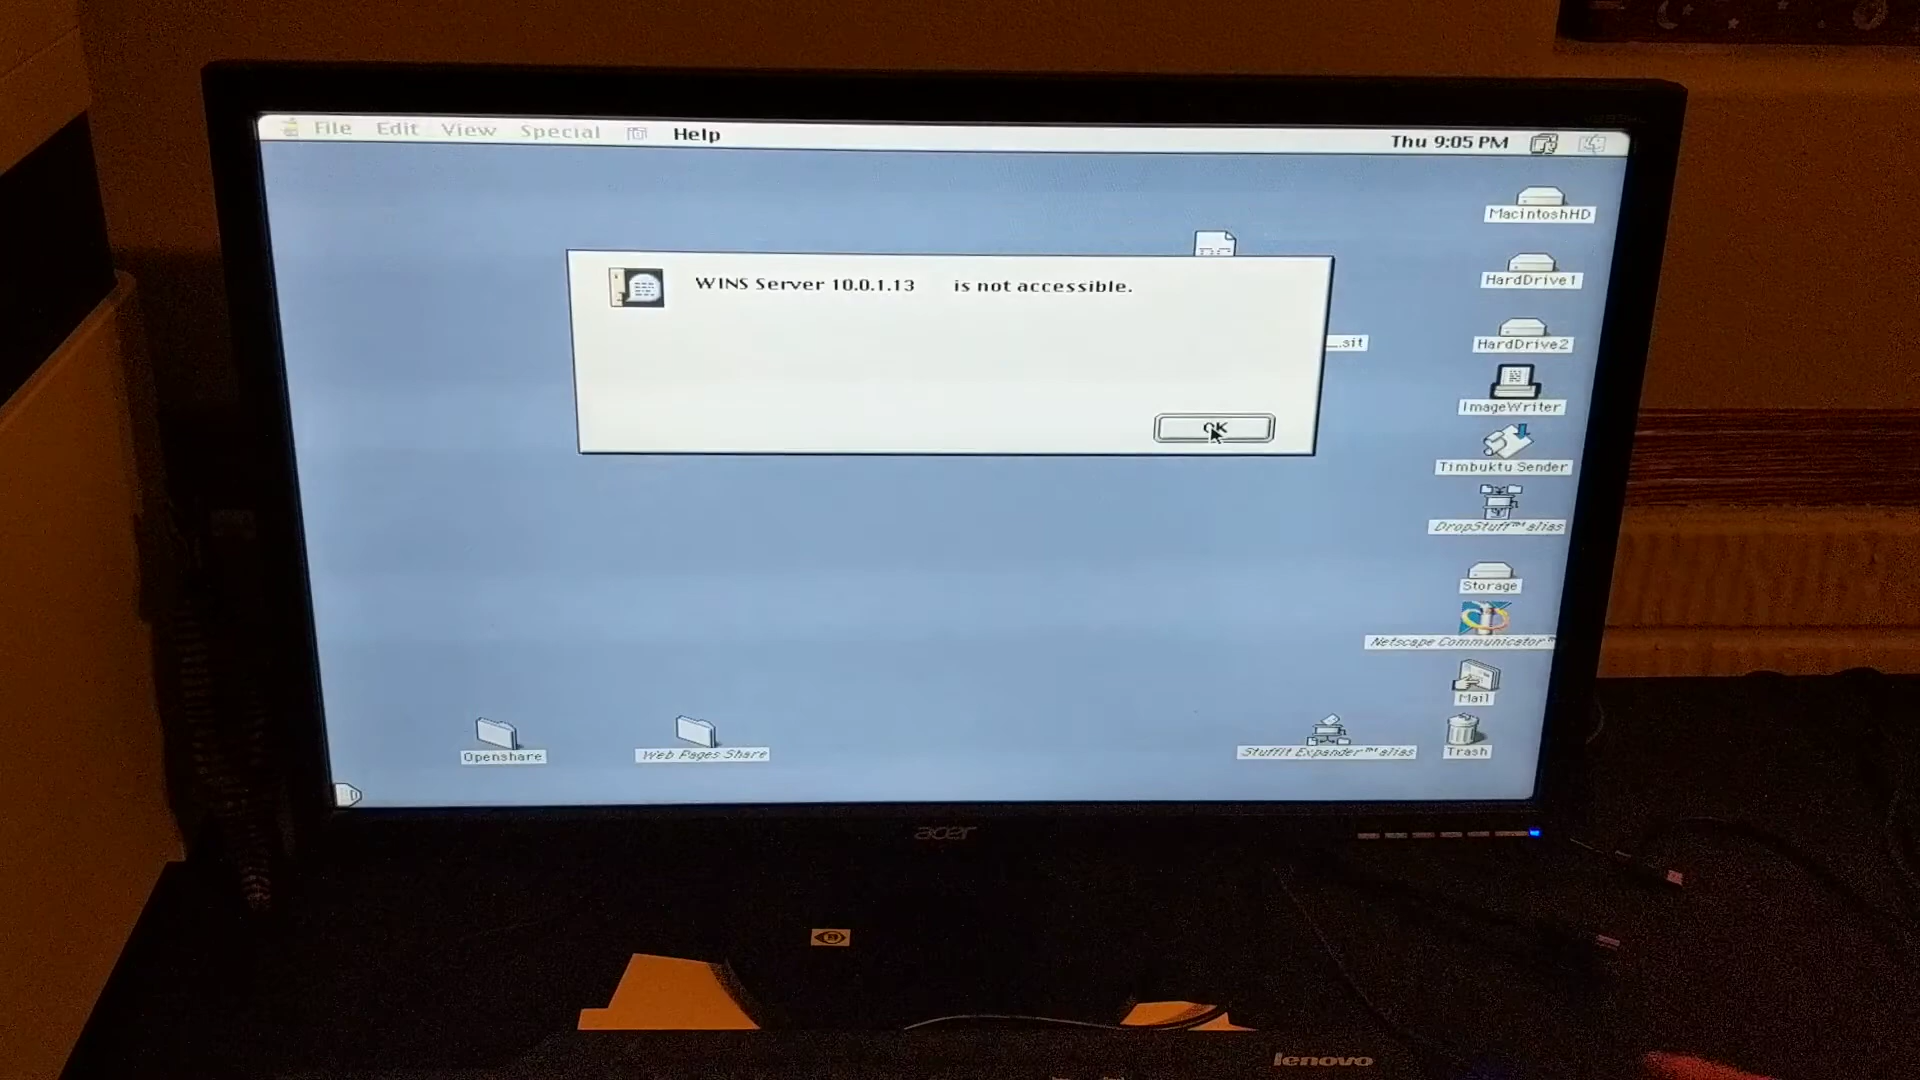 File Edit View Special Help
Thu 9:05 PM
MacintoshHD
WINS Server 10.0.1.13 is not accessible.
HardDrive1
....sit
HardDrive2
OK
ImageWriter
Timbuktu Sender
DropStuff™ alias
Storage
Netscape Communicator™
Mail
Openshare
Web Pages Share
StuffIt Expander™ alias
Trash
acer
lenovo